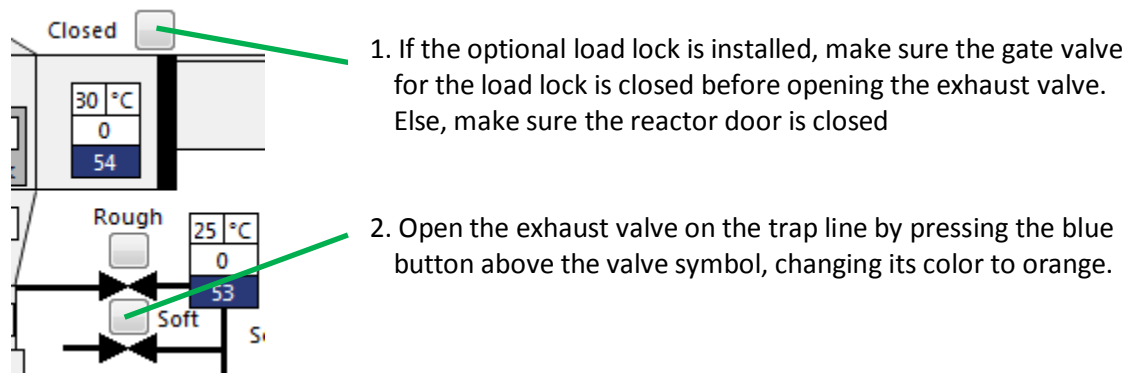 Closed
1. If the optional load lock is installed, make sure the gate valve
for the load lock is closed before opening the exhaust valve.
Else, make sure the reactor door is closed
30 °C
0
54
Rough
25 °C
0
53
2. Open the exhaust valve on the trap line by pressing the blue
button above the valve symbol, changing its color to orange.
Soft